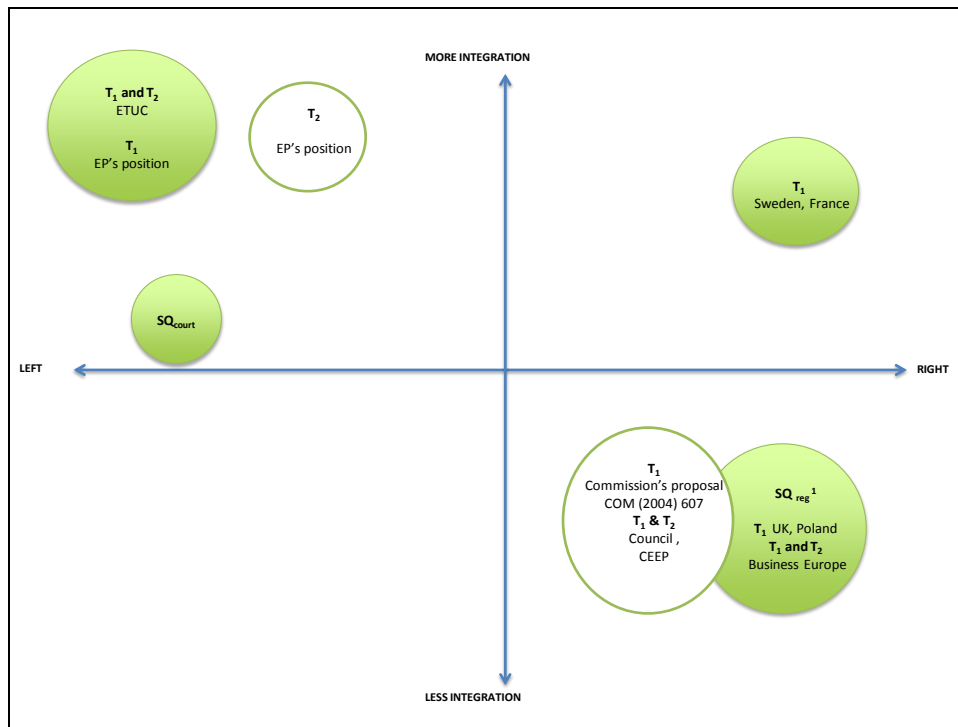 MORE INTEGRATION
T1 and T2
ETUC
T1
EP's position
T2
EP's position
T1
Sweden, France
SQcourt
LEFT
RIGHT
T1
Commission's proposal
COM (2004) 607
T1 & T2
Council ,
CEEP
SQ reg 1
T1 UK, Poland
T1 and T2
Business Europe
LESS INTEGRATION